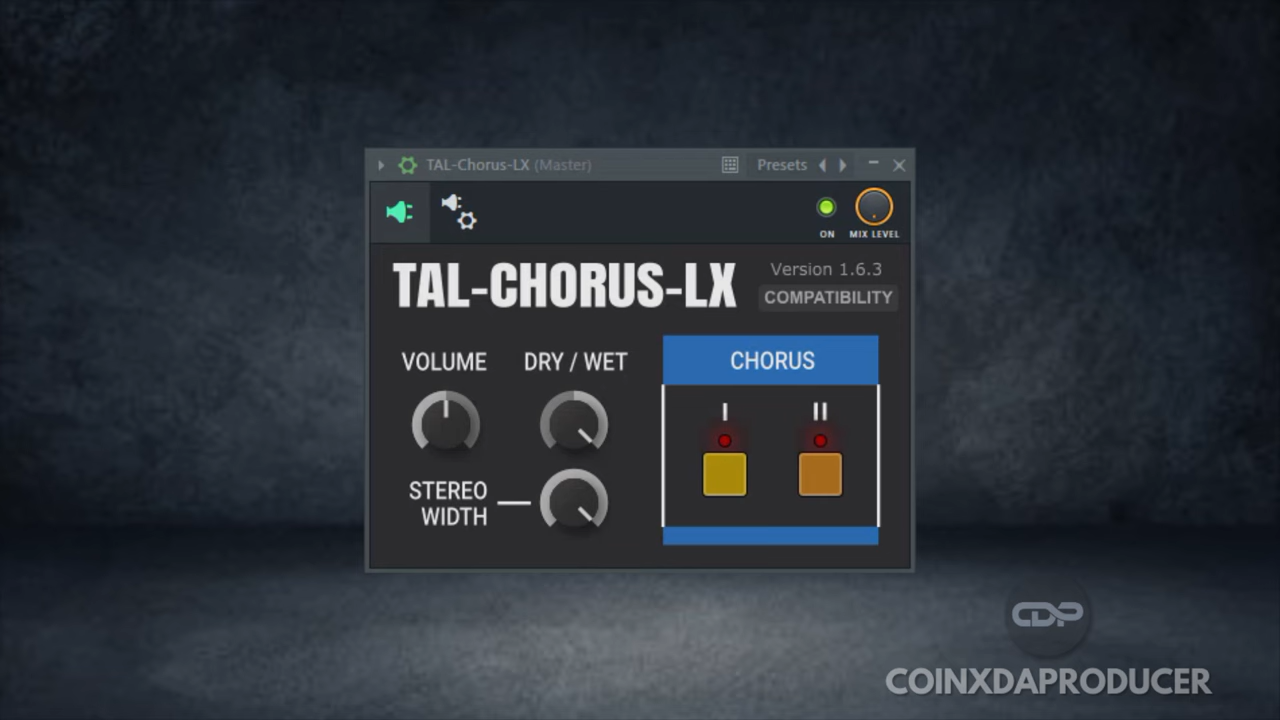 TAL-Chorus-LX (Master)
Presets
ON
MIX LEVEL
TAL-CHORUS-LX
Version 1.6.3
COMPATIBILITY
VOLUME
DRY / WET
CHORUS
I
II
STEREO
WIDTH
CDP
COINXDAPRODUCER